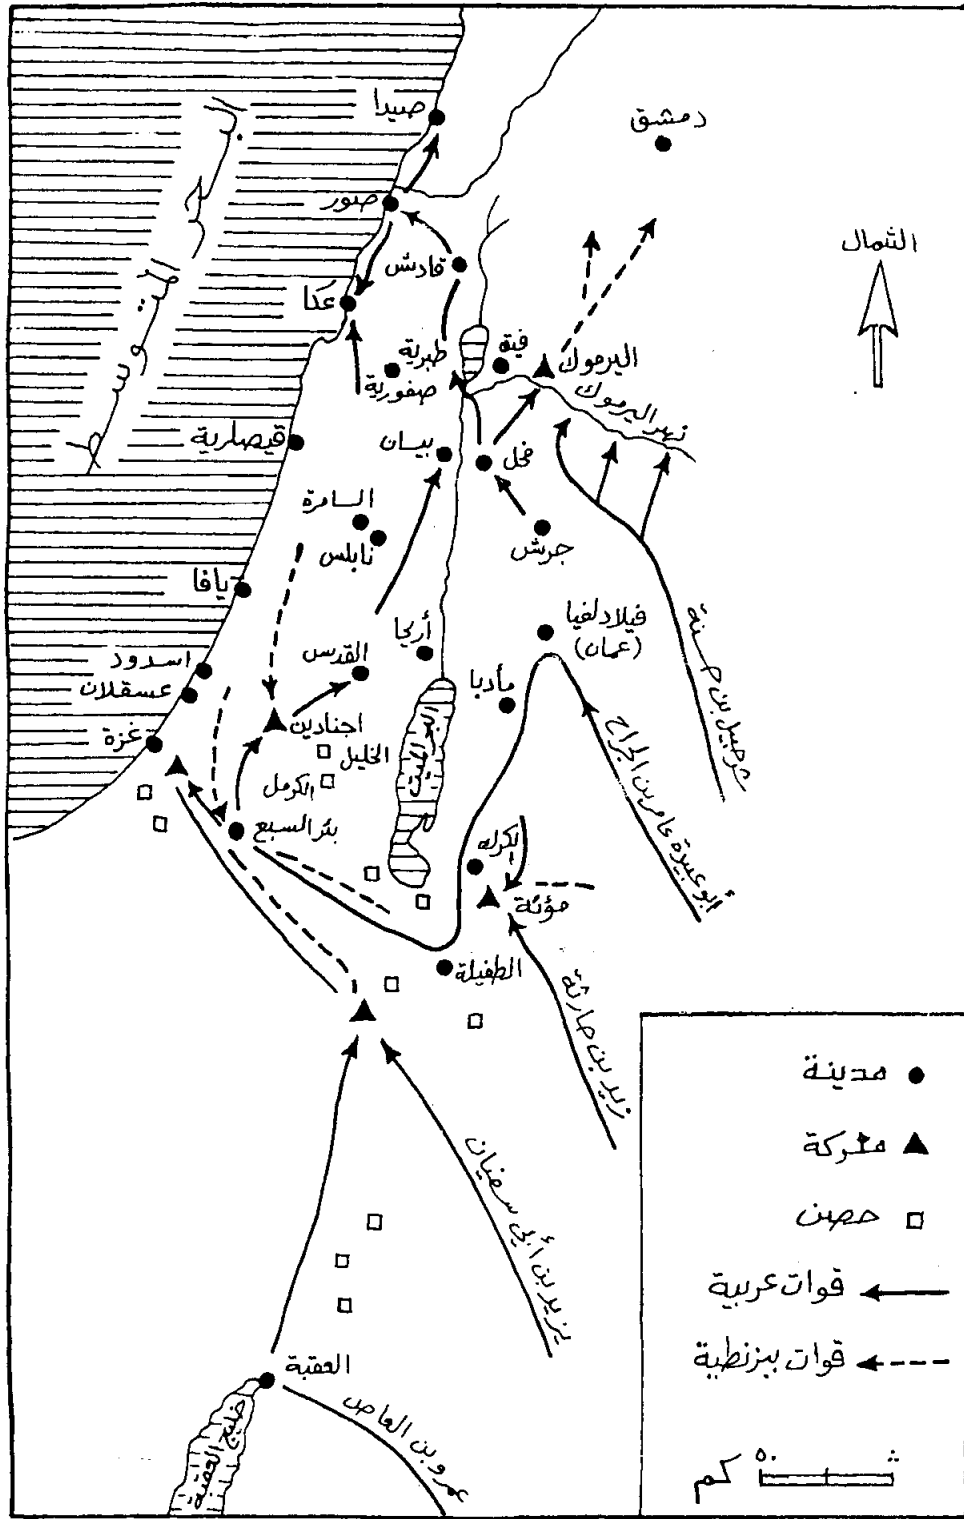 صيدا
دمشق
البحر المتوسط
صور
الشمال
قادش
عكا
فيق
طبرية
اليرموك
صفورية
نهر اليرموك
قيصارية
بيسان
فحل
السامرة
نابلس
جرش
يافا
فيلادلفيا
(عمان)
أريحا
شرحبيل بن حسنة
اسدود
القدس
عسقلان
مأدبا
البحر الميت
غزة
اجنادين
الخليل
أبو عبيدة عامر بن الجراح
الكرمل
بئر السبع
الكرك
مؤتة
الطفيلة
زيد بن حارثة
يزيد بن أبي سفيان
العقبة
خليج العقبة
عمرو بن العاص
مدينة
معركة
حصن
قوات عربية
قوات بيزنطية
٥٠ كم